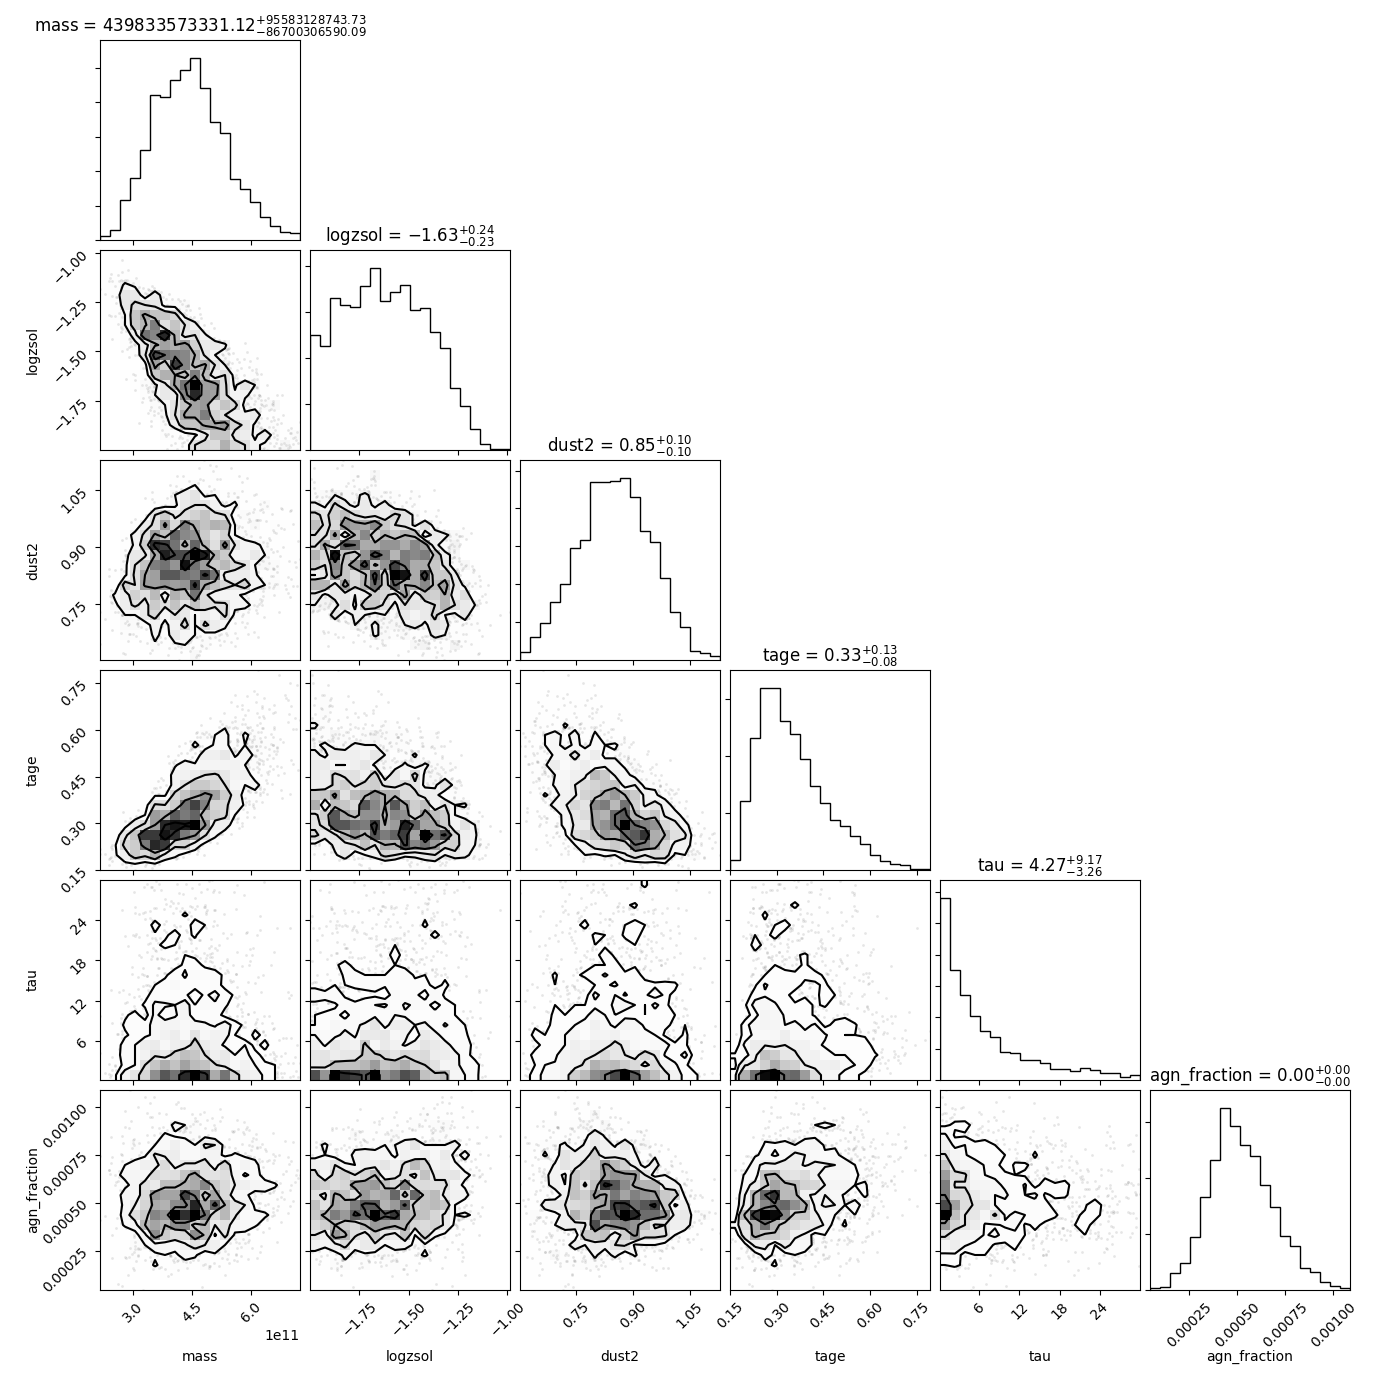 mass = 439833573331.12 +95583128743.73 −86700306590.09
logzsol = −1.63 +0.24 −0.23
−1.00
−1.25
−1.50
−1.75
logzsol
dust2 = 0.85 +0.10 −0.10
1.05
0.90
0.75
dust2
tage = 0.33 +0.13 −0.08
0.75
0.60
0.45
0.30
0.15
tage
tau = 4.27 +9.17 −3.26
24
18
12
6
tau
agn_fraction = 0.00 +0.00 −0.00
0.00100
0.00075
0.00050
0.00025
agn_fraction
3.0 4.5 6.0 −1.75 −1.50 −1.25 −1.00 0.75 0.90 1.05 0.15 0.30 0.45 0.60 0.75 6 12 18 24 0.00025 0.00050 0.00075 0.00100
1e11
mass logzsol dust2 tage tau agn_fraction